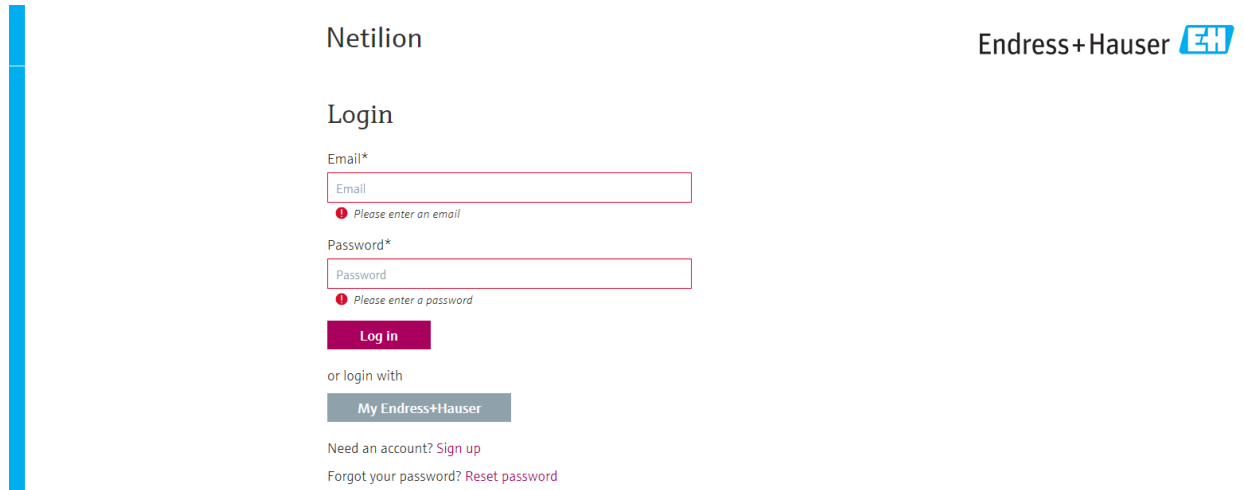 Netilion
Endress+Hauser EH
Login
Email*
Email
Please enter an email
Password*
Password
Please enter a password
Log in
or login with
My Endress+Hauser
Need an account? Sign up
Forgot your password? Reset password